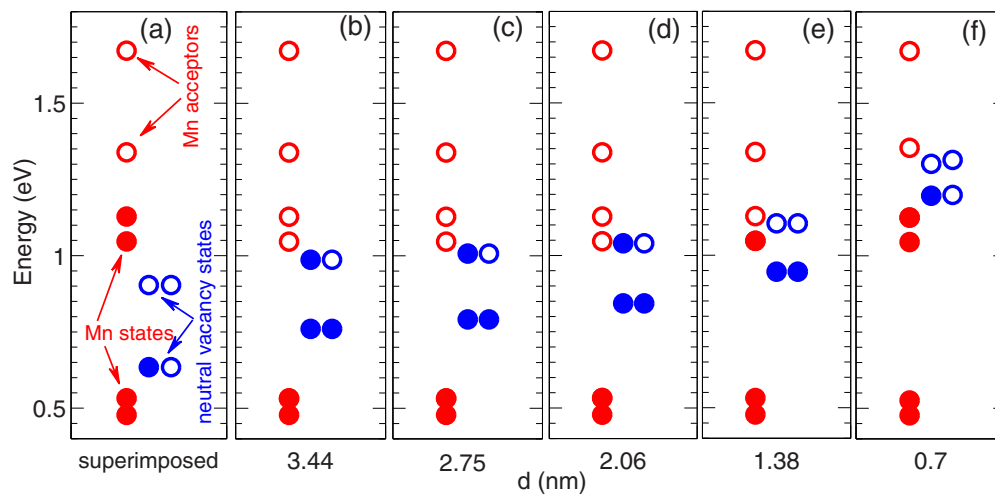 (a) (b) (c) (d) (e) (f)
Energy (eV)
1.5
1
0.5
Mn acceptors
Mn states
neutral vacancy states
superimposed 3.44 2.75 2.06 1.38 0.7
d (nm)